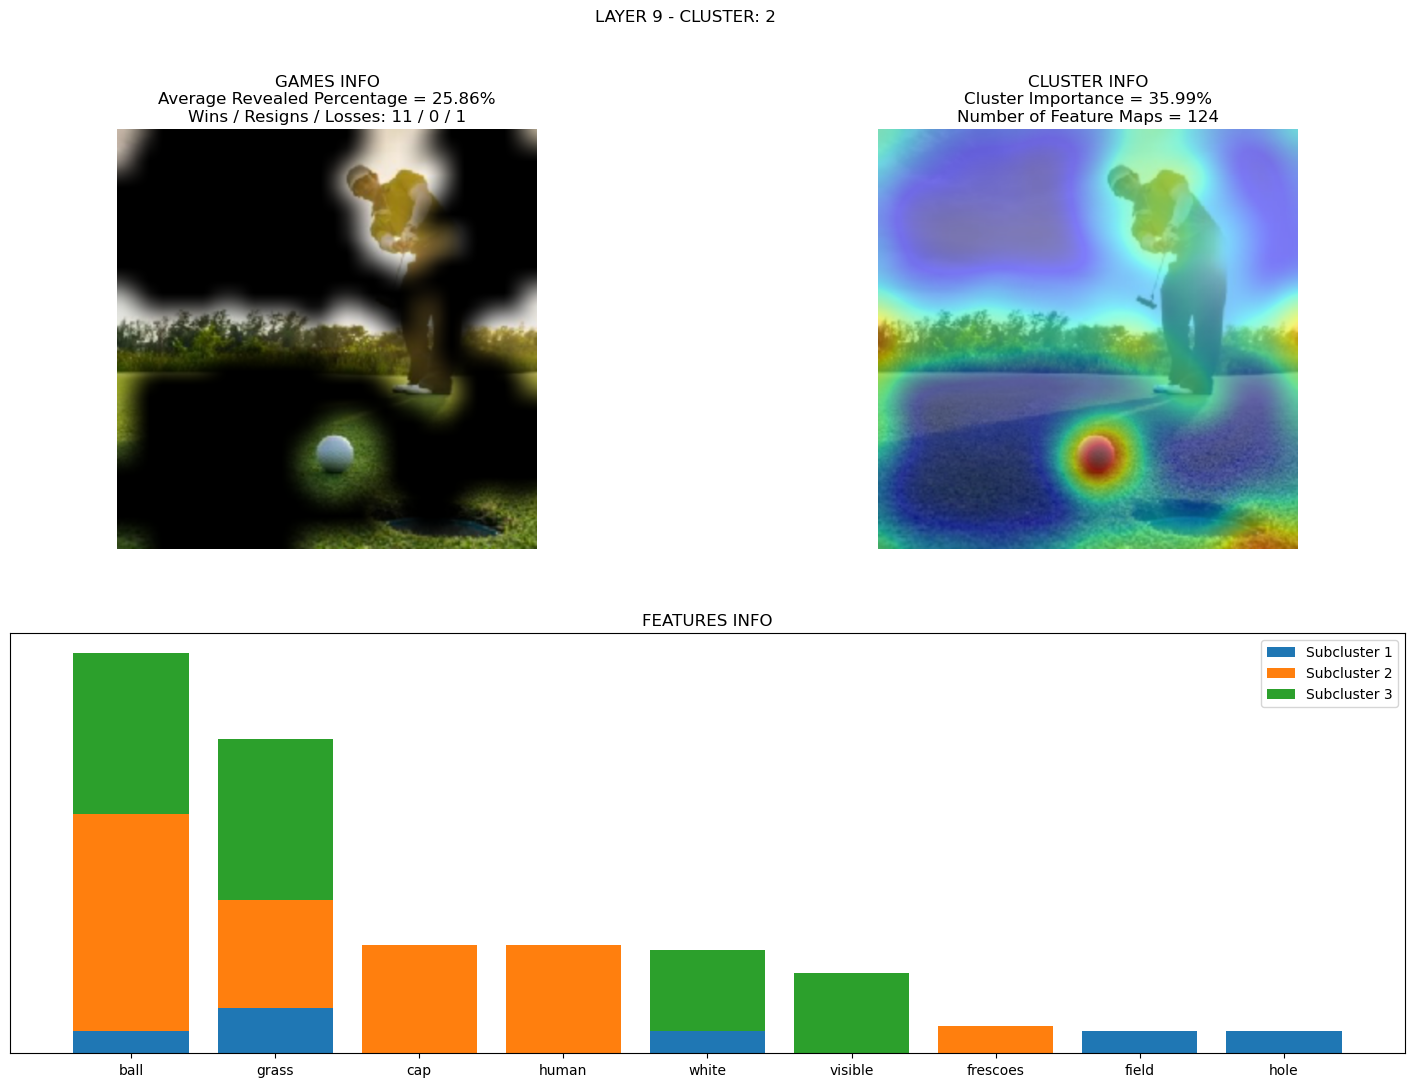 LAYER 9 - CLUSTER: 2
GAMES INFO
Average Revealed Percentage = 25.86%
Wins / Resigns / Losses: 11 / 0 / 1
CLUSTER INFO
Cluster Importance = 35.99%
Number of Feature Maps = 124
FEATURES INFO
Subcluster 1
Subcluster 2
Subcluster 3
ball grass cap human white visible frescoes field hole